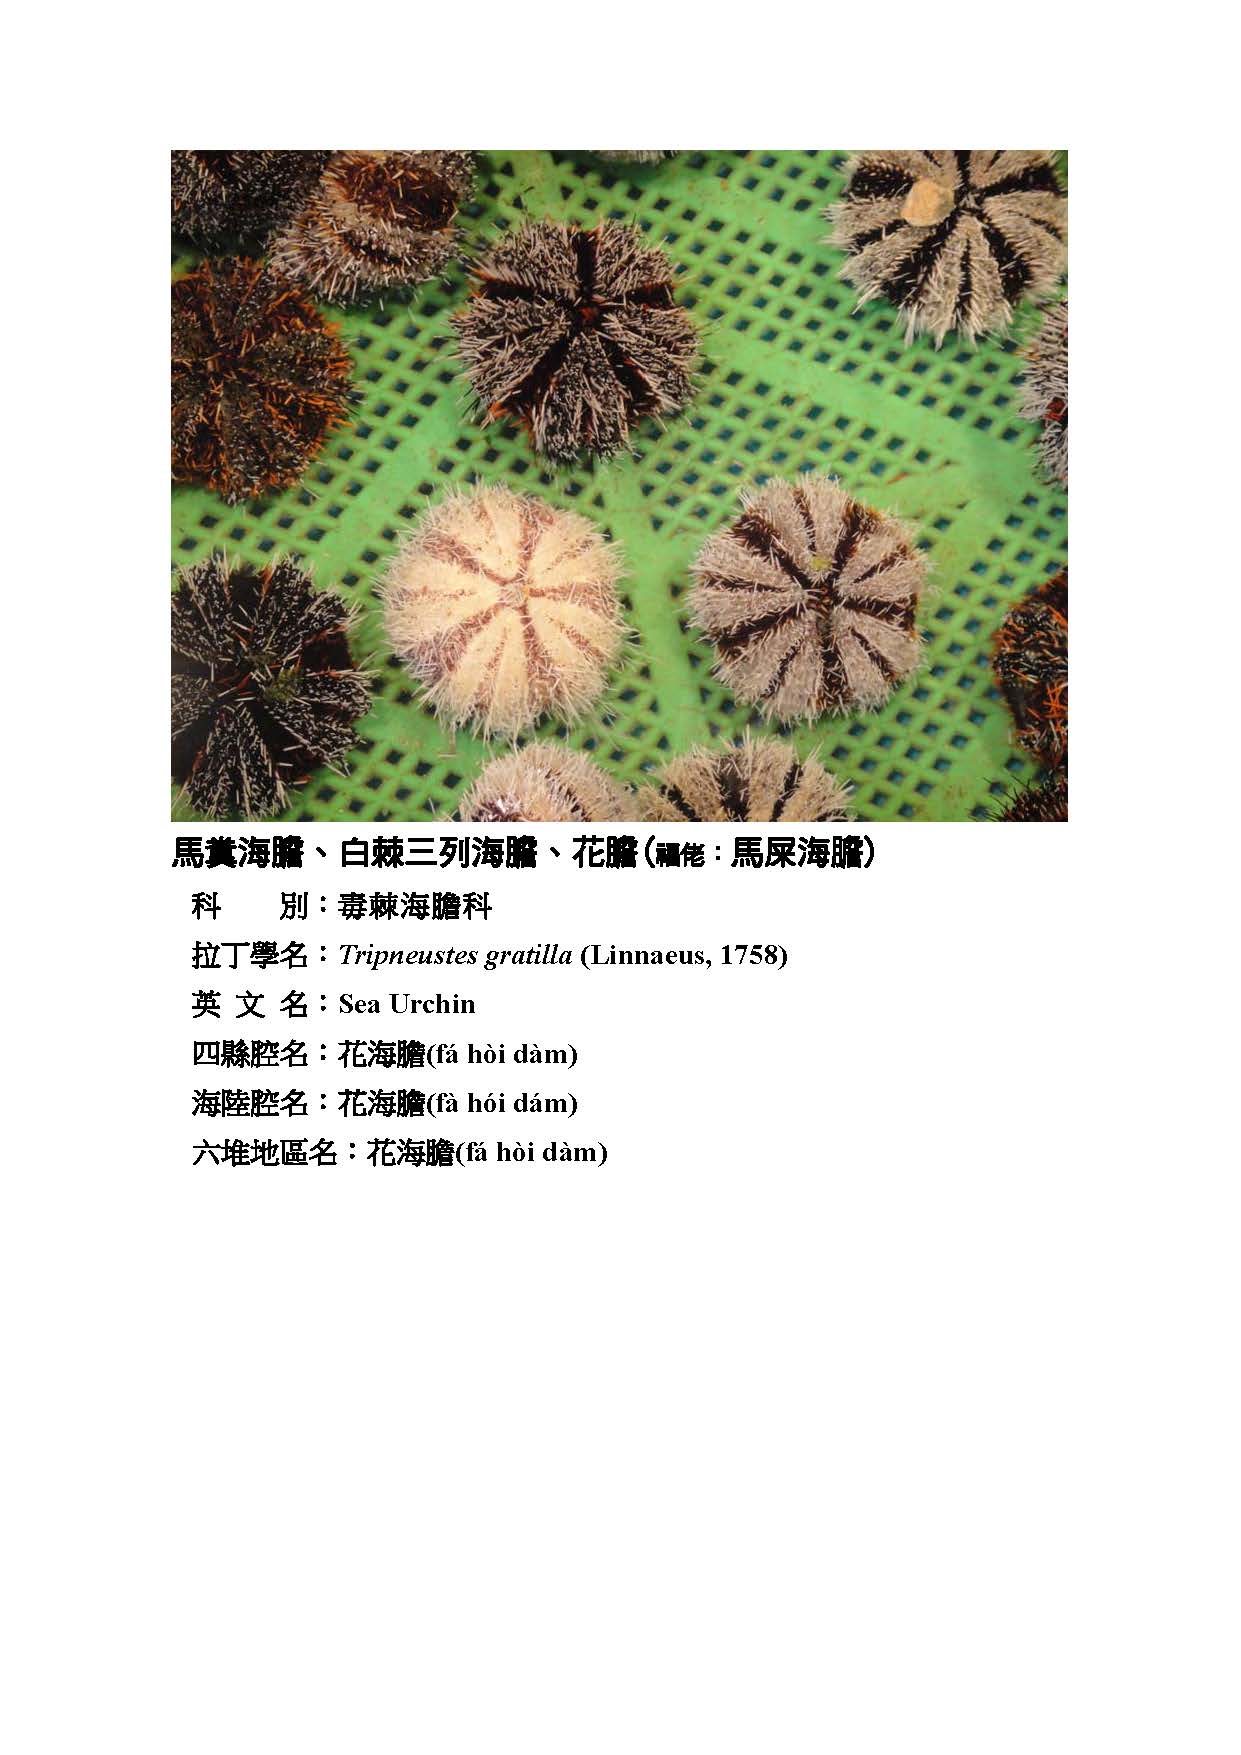 馬糞海膽、白棘三列海膽、花膽(福佬：馬屎海膽)
科　　別：毒棘海膽科
拉丁學名：Tripneustes gratilla (Linnaeus, 1758)
英 文 名：Sea Urchin
四縣腔名：花海膽(fá hòi dàm)
海陸腔名：花海膽(fà hói dám)
六堆地區名：花海膽(fá hòi dàm)